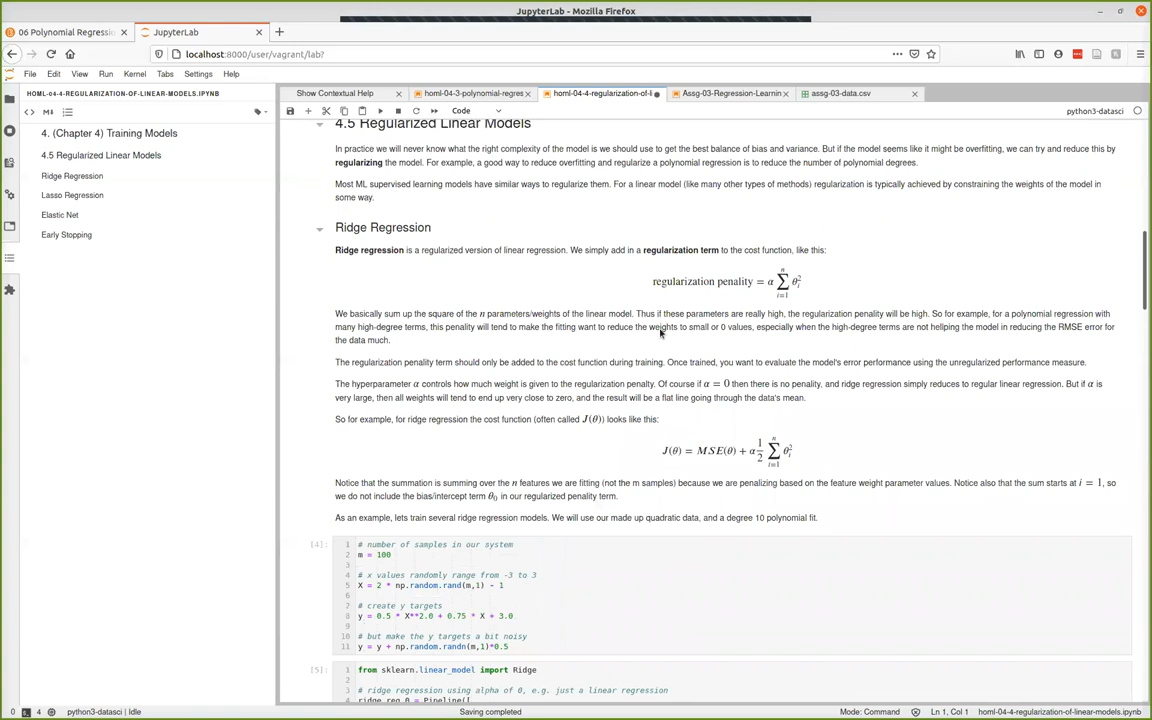 JupyterLab - Mozilla Firefox
06 Polynomial Regressi
JupyterLab
localhost:8000/user/vagrant/lab?
File Edit View Run Kernel Tabs Settings Help
HOML-04-4-REGULARIZATION-OF-LINEAR-MODELS.IPYNB
Show Contextual Help
homl-04-3-polynomial-regres
homl-04-4-regularization-of-l
Assg-03-Regression-Learnin
assg-03-data.csv
M↓
Code
python3-datasci
4. (Chapter 4) Training Models
4.5 Regularized Linear Models
Ridge Regression
Lasso Regression
Elastic Net
Early Stopping
4.5 Regularized Linear Models
In practice we will never know what the right complexity of the model is we should use to get the best balance of bias and variance. But if the model seems like it might be overfitting, we can try and reduce this by
regularizing the model. For example, a good way to reduce overfitting and regularize a polynomial regression is to reduce the number of polynomial degrees.
Most ML supervised learning models have similar ways to regularize them. For a linear model (like many other types of methods) regularization is typically achieved by constraining the weights of the model in
some way.
Ridge Regression
Ridge regression is a regularized version of linear regression. We simply add in a regularization term to the cost function, like this:
regularization penality = α ∑_{i=1}^{n} θ_i^2
We basically sum up the square of the n parameters/weights of the linear model. Thus if these parameters are really high, the regularization penality will be high. So for example, for a polynomial regression with
many high-degree terms, this penality will tend to make the fitting want to reduce the weights to small or 0 values, especially when the high-degree terms are not hellping the model in reducing the RMSE error for
the data much.
The regularization penality term should only be added to the cost function during training. Once trained, you want to evaluate the model's error performance using the unregularized performance measure.
The hyperparameter α controls how much weight is given to the regularization penalty. Of course if α = 0 then there is no penality, and ridge regression simply reduces to regular linear regression. But if α is
very large, then all weights will tend to end up very close to zero, and the result will be a flat line going through the data's mean.
So for example, for ridge regression the cost function (often called J(θ)) looks like this:
J(θ) = MSE(θ) + α 1/2 ∑_{i=1}^{n} θ_i^2
Notice that the summation is summing over the n features we are fitting (not the m samples) because we are penalizing based on the feature weight parameter values. Notice also that the sum starts at i = 1, so
we do not include the bias/intercept term θ_0 in our regularized penality term.
As an example, lets train several ridge regression models. We will use our made up quadratic data, and a degree 10 polynomial fit.
[4]:
1 # number of samples in our system
2 m = 100
3
4 # x values randomly range from -3 to 3
5 X = 2 * np.random.rand(m,1) - 1
6
7 # create y targets
8 y = 0.5 * X**2.0 + 0.75 * X + 3.0
9
10 # but make the y targets a bit noisy
11 y = y + np.random.randn(m,1)*0.5
[5]:
1 from sklearn.linear_model import Ridge
2
3 # ridge regression using alpha of 0, e.g. just a linear regression
4 ridge_reg_0 = Pipeline([
0 4 python3-datasci | Idle
Saving completed
Mode: Command
Ln 1, Col 1
homl-04-4-regularization-of-linear-models.ipynb